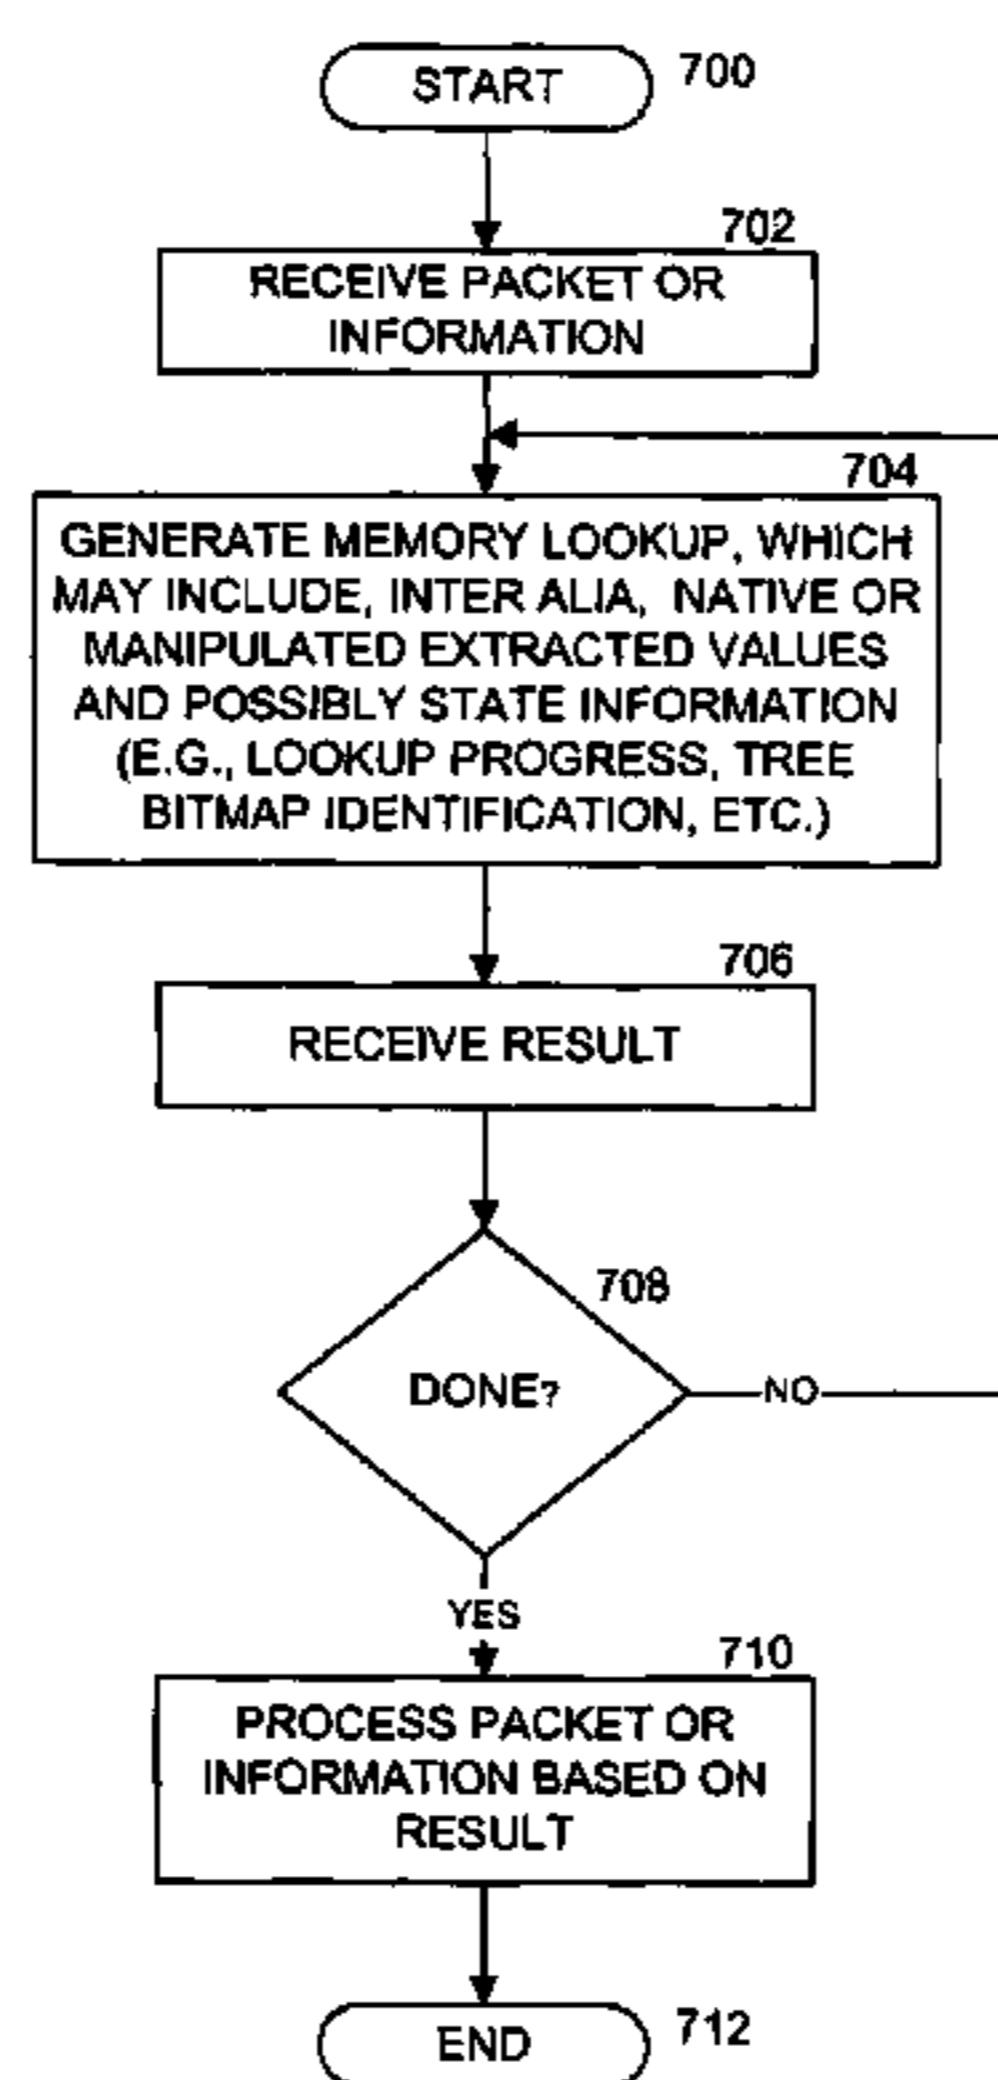 START 700
702
RECEIVE PACKET OR
INFORMATION
704
GENERATE MEMORY LOOKUP, WHICH
MAY INCLUDE, INTER ALIA, NATIVE OR
MANIPULATED EXTRACTED VALUES
AND POSSIBLY STATE INFORMATION
(E.G., LOOKUP PROGRESS, TREE
BITMAP IDENTIFICATION, ETC.)
706
RECEIVE RESULT
708
DONE? NO
YES
710
PROCESS PACKET OR
INFORMATION BASED ON
RESULT
END 712